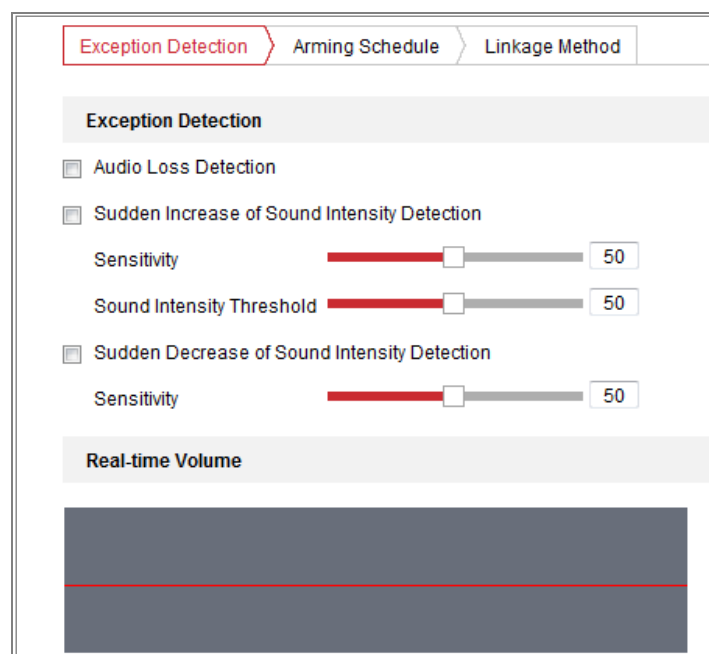 Exception Detection Arming Schedule Linkage Method
Exception Detection
Audio Loss Detection
Sudden Increase of Sound Intensity Detection
Sensitivity 50
Sound Intensity Threshold 50
Sudden Decrease of Sound Intensity Detection
Sensitivity 50
Real-time Volume